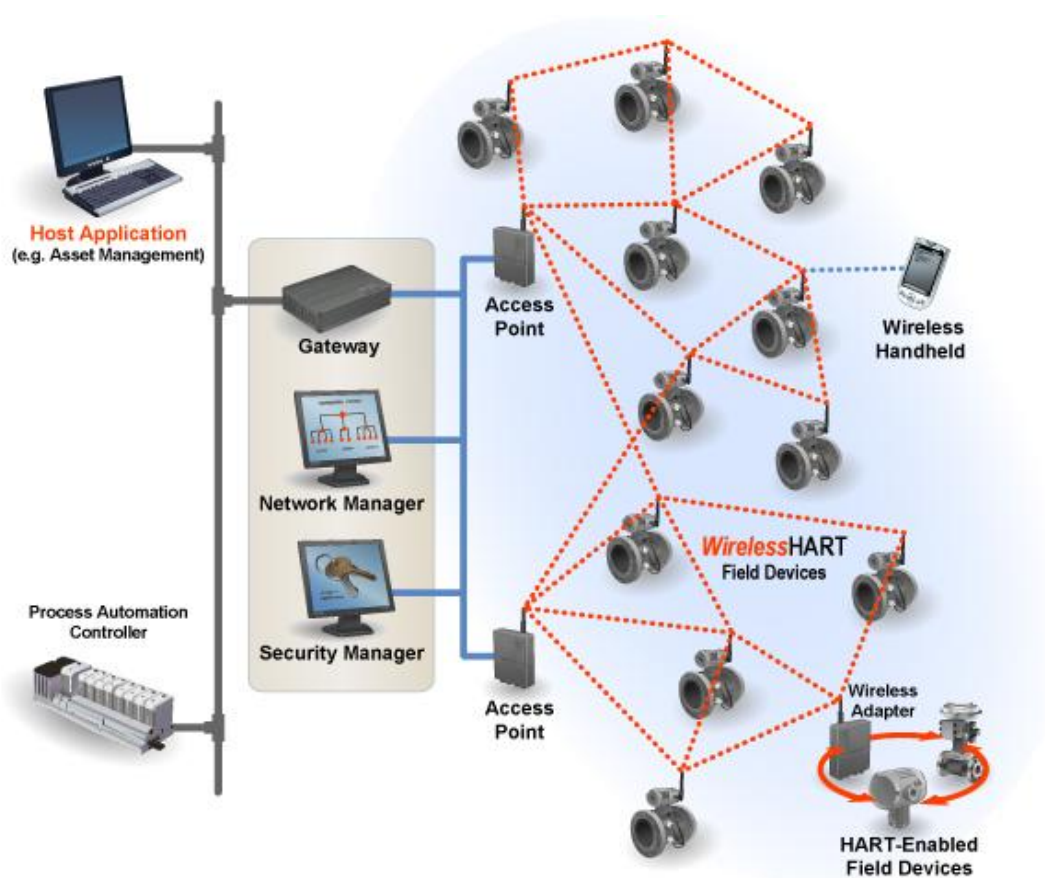 Host Application
(e.g. Asset Management)
Gateway
Access
Point
Wireless
Handheld
Network Manager
WirelessHART
Field Devices
Process Automation
Controller
Security Manager
Access
Point
Wireless
Adapter
HART-Enabled
Field Devices